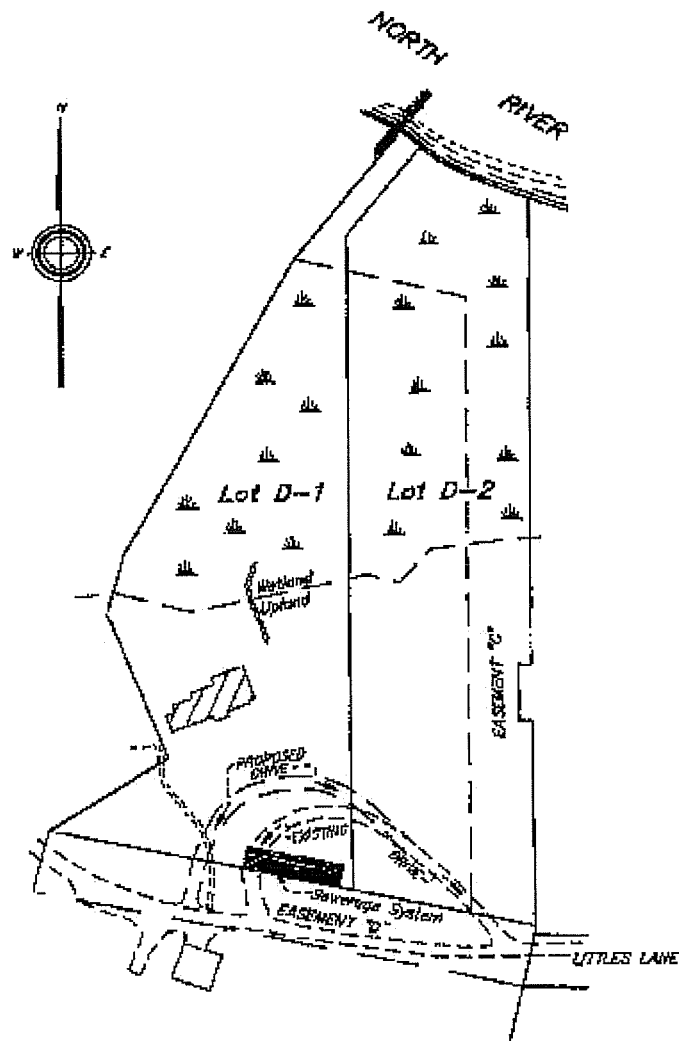 NORTH
RIVER
N
W
E
Lot D-1
Lot D-2
Wetland
Upland
EASEMENT "C"
PROPOSED
DRIVE
EXISTING
DRIVE
Sewerage System
EASEMENT "D"
LITTLES LANE